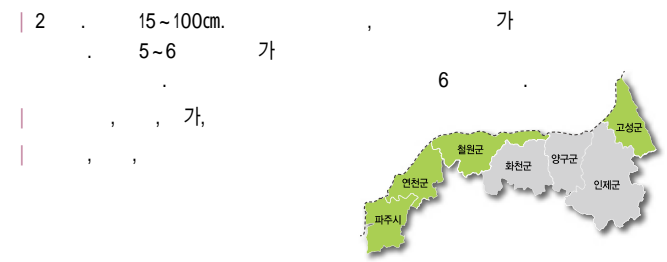 | 2 . 15~100㎝. , 가
. 5~6 가
. 6 .
| , , 가,
| , ,
고성군
철원군
화천군
양구군
연천군
인제군
파주시